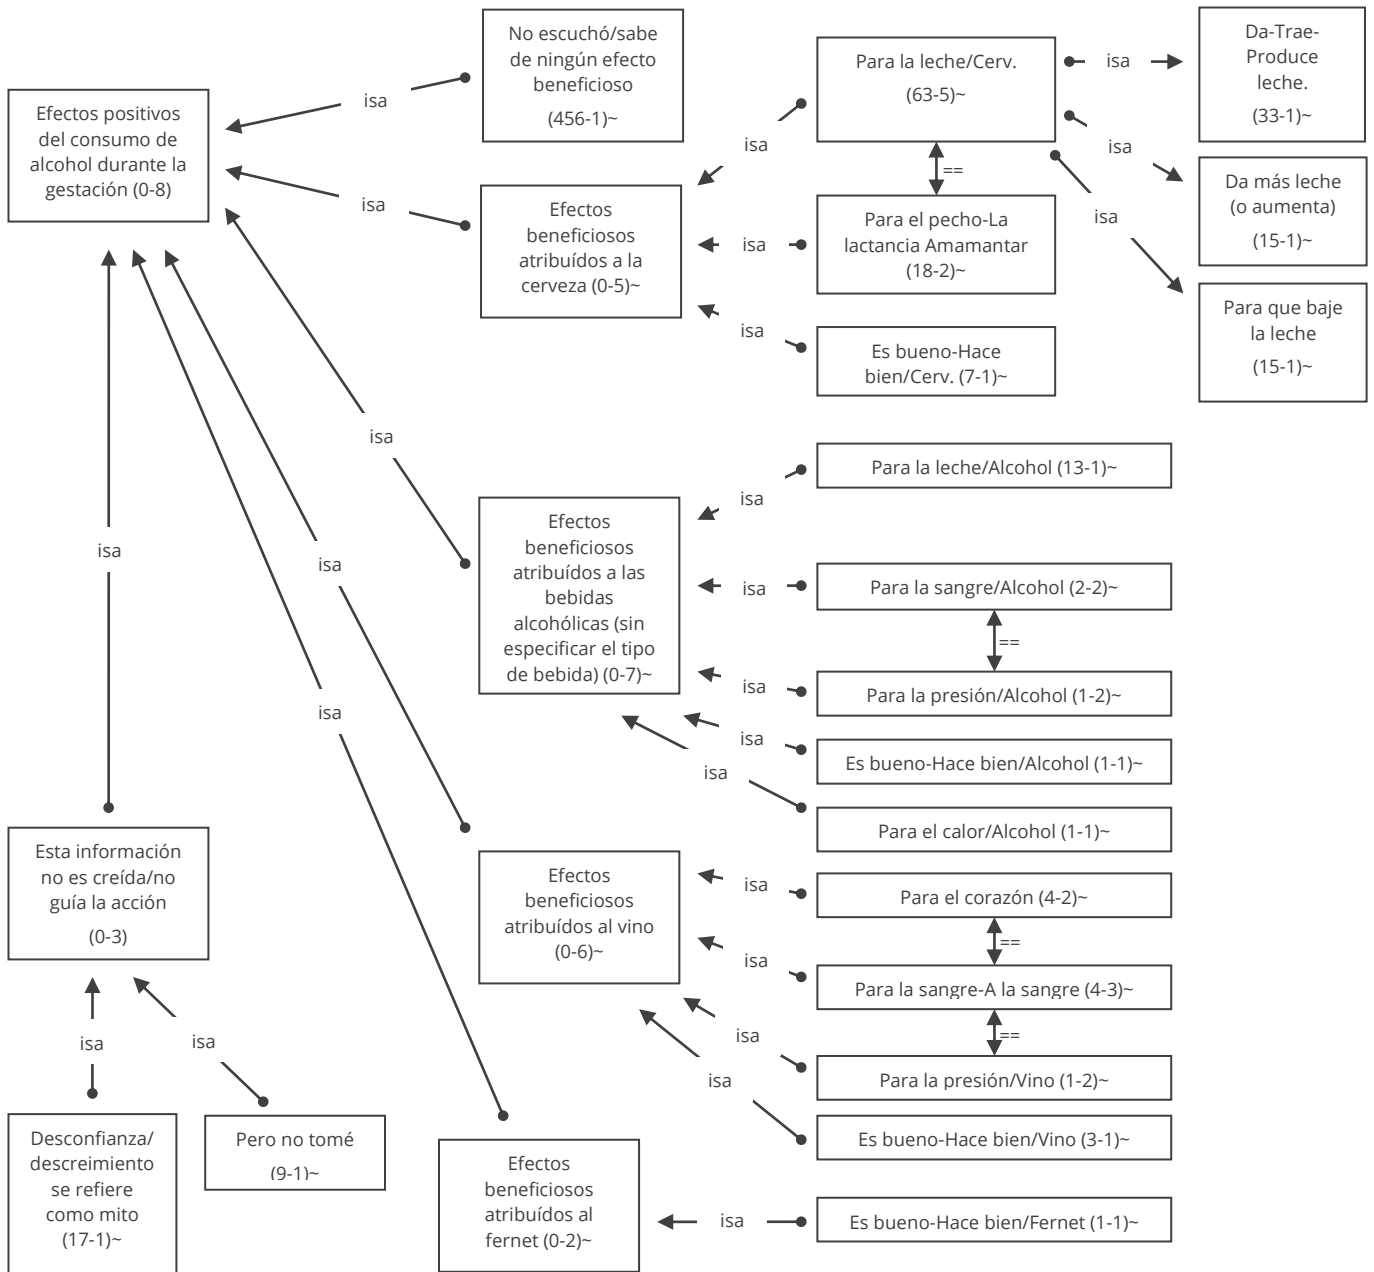 No escuchó/sabe
de ningún efecto
beneficioso
(456-1)~
Para la leche/Cerv.
(63-5)~
Da-Trae-
Produce
leche.
(33-1)~
isa
isa
isa
isa
Efectos positivos
del consumo de
alcohol durante la
gestación (0-8)
isa
Efectos
beneficiosos
atribuídos a la
cerveza (0-5)~
==
isa
Para el pecho-La
lactancia Amamantar
(18-2)~
isa
Da más leche
(o aumenta)
(15-1)~
isa
Es bueno-Hace
bien/Cerv. (7-1)~
Para que baje
la leche
(15-1)~
isa
isa
Para la leche/Alcohol (13-1)~
isa
Efectos
beneficiosos
atribuídos a las
bebidas
alcohólicas (sin
especificar el tipo
de bebida) (0-7)~
isa
Para la sangre/Alcohol (2-2)~
==
isa
Para la presión/Alcohol (1-2)~
isa
Es bueno-Hace bien/Alcohol (1-1)~
isa
Para el calor/Alcohol (1-1)~
isa
isa
Esta información
no es creída/no
guía la acción
(0-3)
Efectos
beneficiosos
atribuídos al vino
(0-6)~
isa
Para el corazón (4-2)~
==
isa
Para la sangre-A la sangre (4-3)~
==
isa
Para la presión/Vino (1-2)~
isa
Es bueno-Hace bien/Vino (3-1)~
isa
isa
Desconfianza/
descreimiento
se refiere
como mito
(17-1)~
Pero no tomé
(9-1)~
Efectos
beneficiosos
atribuídos al
fernet (0-2)~
isa
Es bueno-Hace bien/Fernet (1-1)~